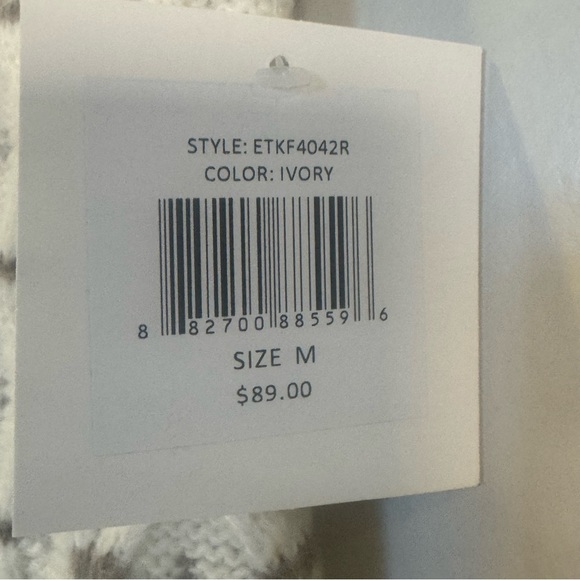 STYLE: ETKF4042R
COLOR: IVORY
8 82700 88559 6
SIZE M
$89.00